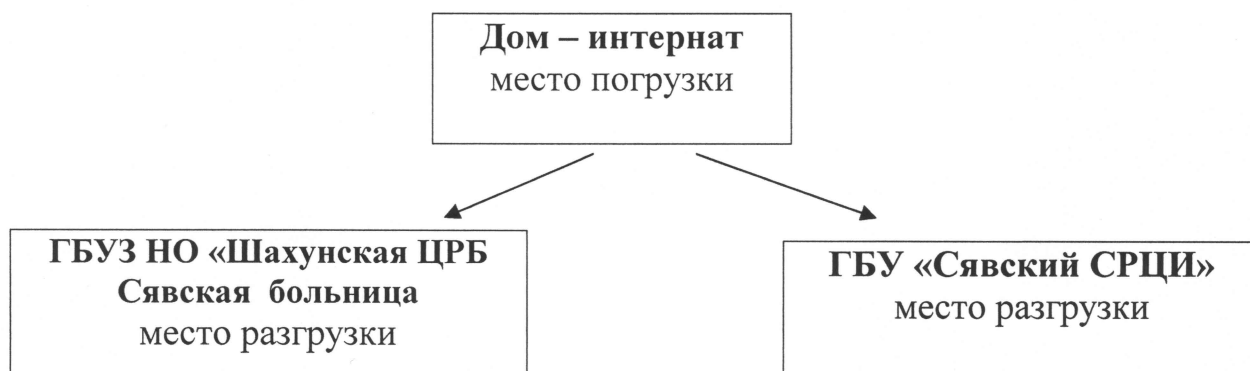 Дом – интернат
место погрузки
ГБУЗ НО «Шахунская ЦРБ
Сявская больница
место разгрузки
ГБУ «Сявский СРЦИ»
место разгрузки